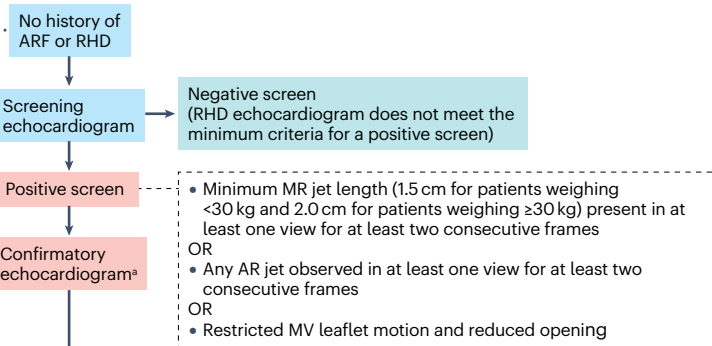 No history of
ARF or RHD
Screening
echocardiogram
Negative screen
(RHD echocardiogram does not meet the
minimum criteria for a positive screen)
Positive screen
• Minimum MR jet length (1.5 cm for patients weighing
<30 kg and 2.0 cm for patients weighing ≥30 kg) present in at
least one view for at least two consecutive frames
OR
• Any AR jet observed in at least one view for at least two
consecutive frames
OR
• Restricted MV leaflet motion and reduced opening
Confirmatory
echocardiogramᵃ